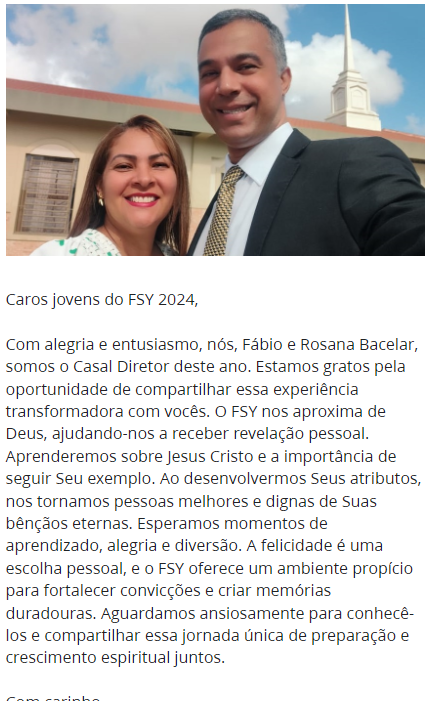 Caros jovens do FSY 2024,
Com alegria e entusiasmo, nós, Fábio e Rosana Bacelar,
somos o Casal Diretor deste ano. Estamos gratos pela
oportunidade de compartilhar essa experiência
transformadora com vocês. O FSY nos aproxima de
Deus, ajudando-nos a receber revelação pessoal.
Aprenderemos sobre Jesus Cristo e a importância de
seguir Seu exemplo. Ao desenvolvermos Seus atributos,
nos tornamos pessoas melhores e dignas de Suas
bênçãos eternas. Esperamos momentos de
aprendizado, alegria e diversão. A felicidade é uma
escolha pessoal, e o FSY oferece um ambiente propício
para fortalecer convicções e criar memórias
duradouras. Aguardamos ansiosamente para conhecê-
los e compartilhar essa jornada única de preparação e
crescimento espiritual juntos.
Com carinho